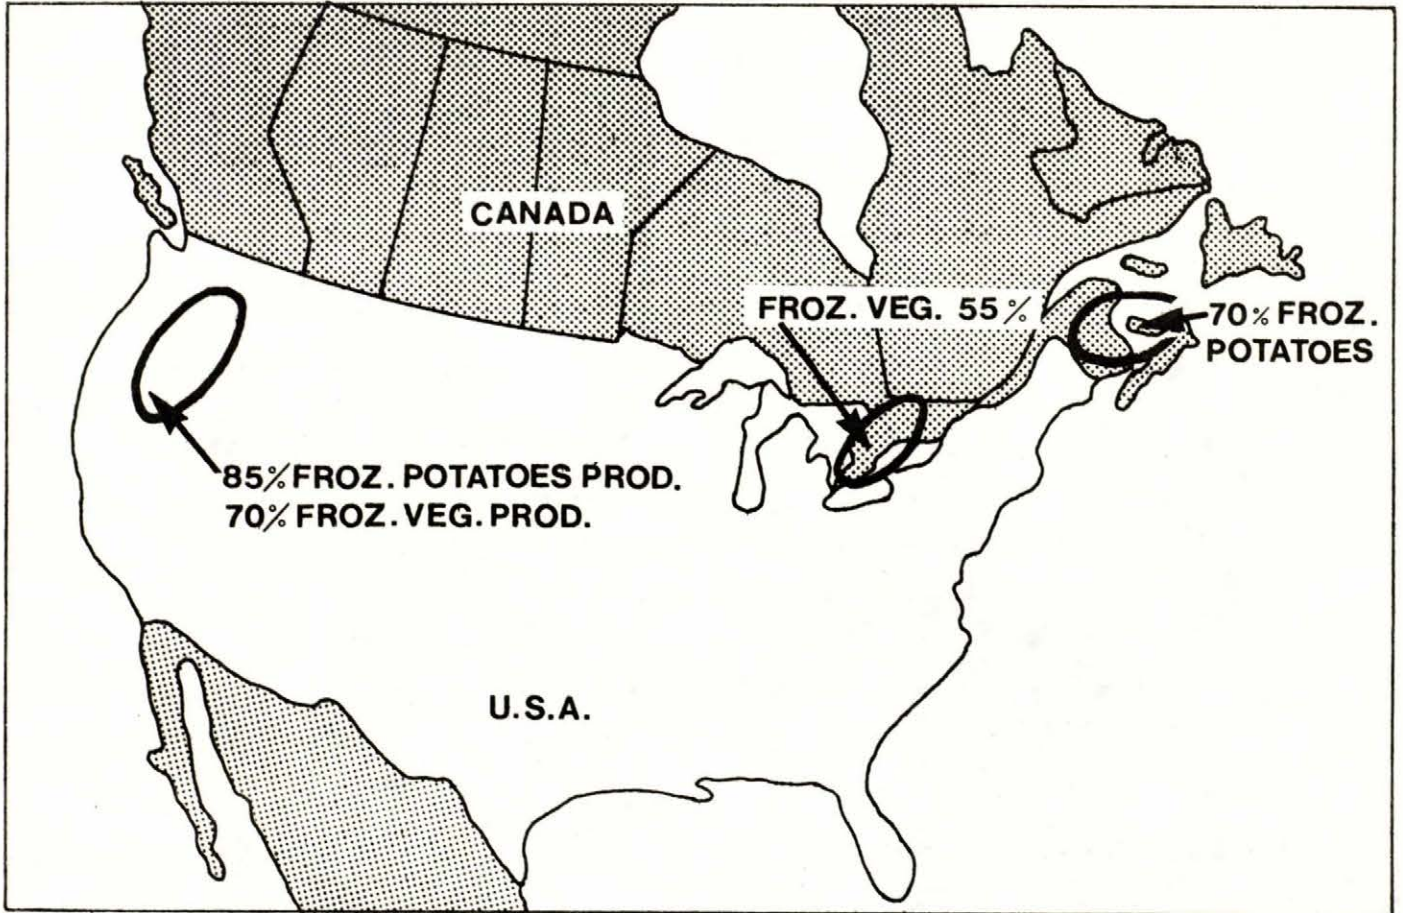 CANADA
FROZ. VEG. 55%
70% FROZ.
POTATOES
85% FROZ. POTATOES PROD.
70% FROZ. VEG. PROD.
U.S.A.